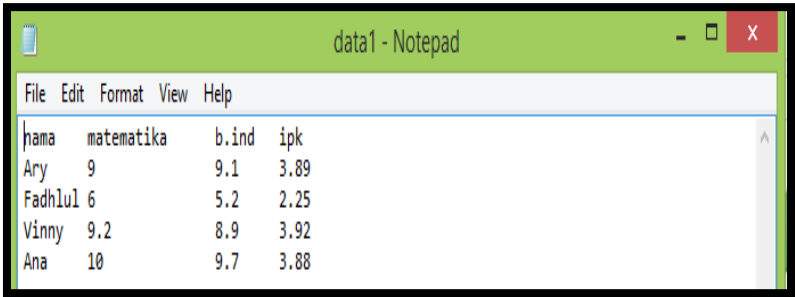 data1 - Notepad
File Edit Format View Help
nama matematika b.ind ipk
Ary 9 9.1 3.89
Fadhlul 6 5.2 2.25
Vinny 9.2 8.9 3.92
Ana 10 9.7 3.88